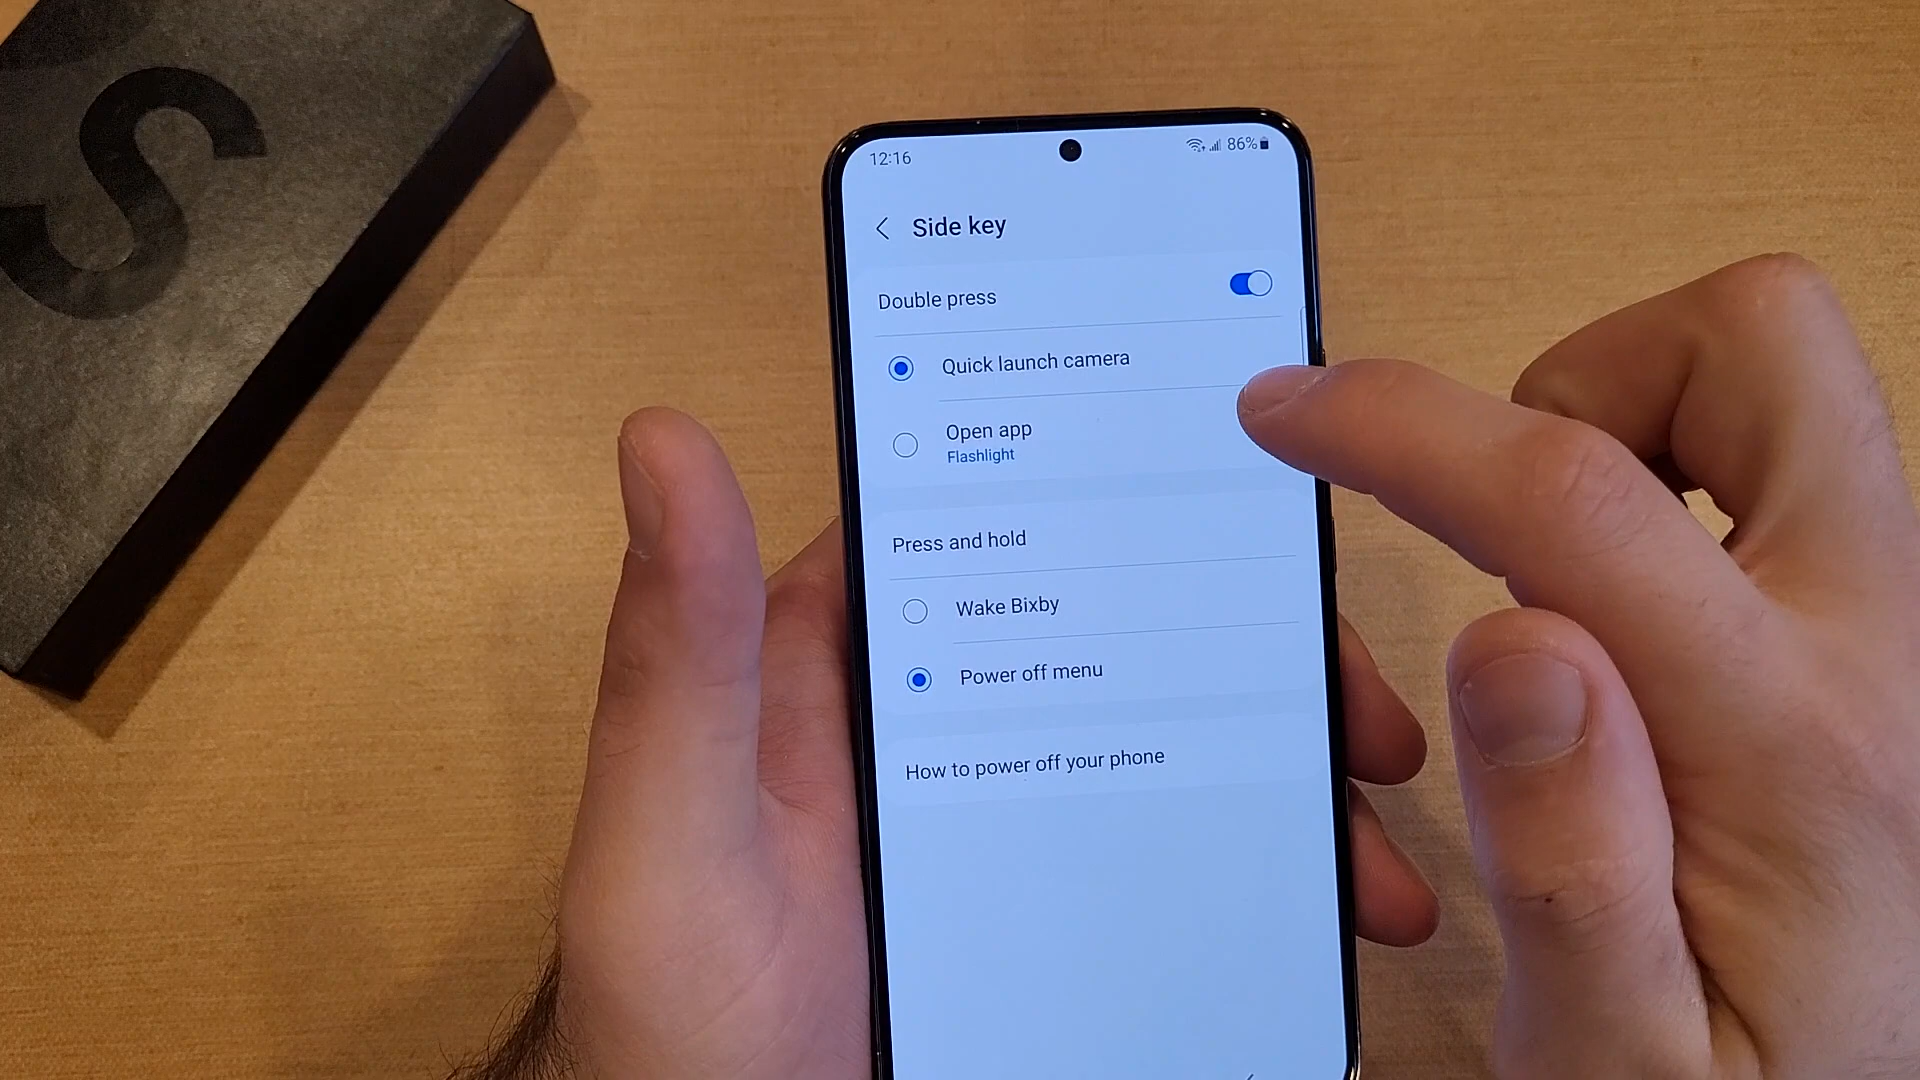 S
12:16
86%
Side key
Double press
Quick launch camera
Open app
Flashlight
Press and hold
Wake Bixby
Power off menu
How to power off your phone